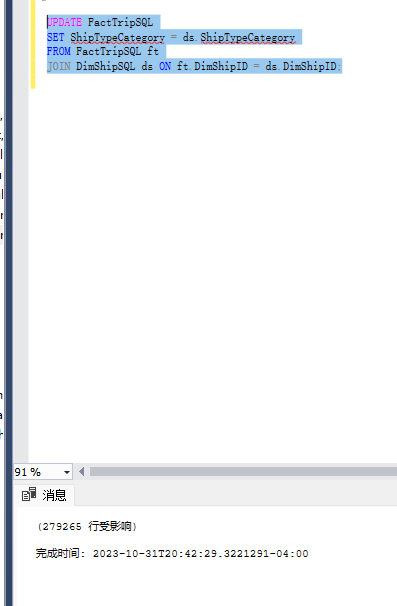 UPDATE FactTripSQL
SET ShipTypeCategory = ds.ShipTypeCategory
FROM FactTripSQL ft
JOIN DimShipSQL ds ON ft.DimShipID = ds.DimShipID;
91 %
消息
(279265 行受影响)
完成时间: 2023-10-31T20:42:29.3221291-04:00